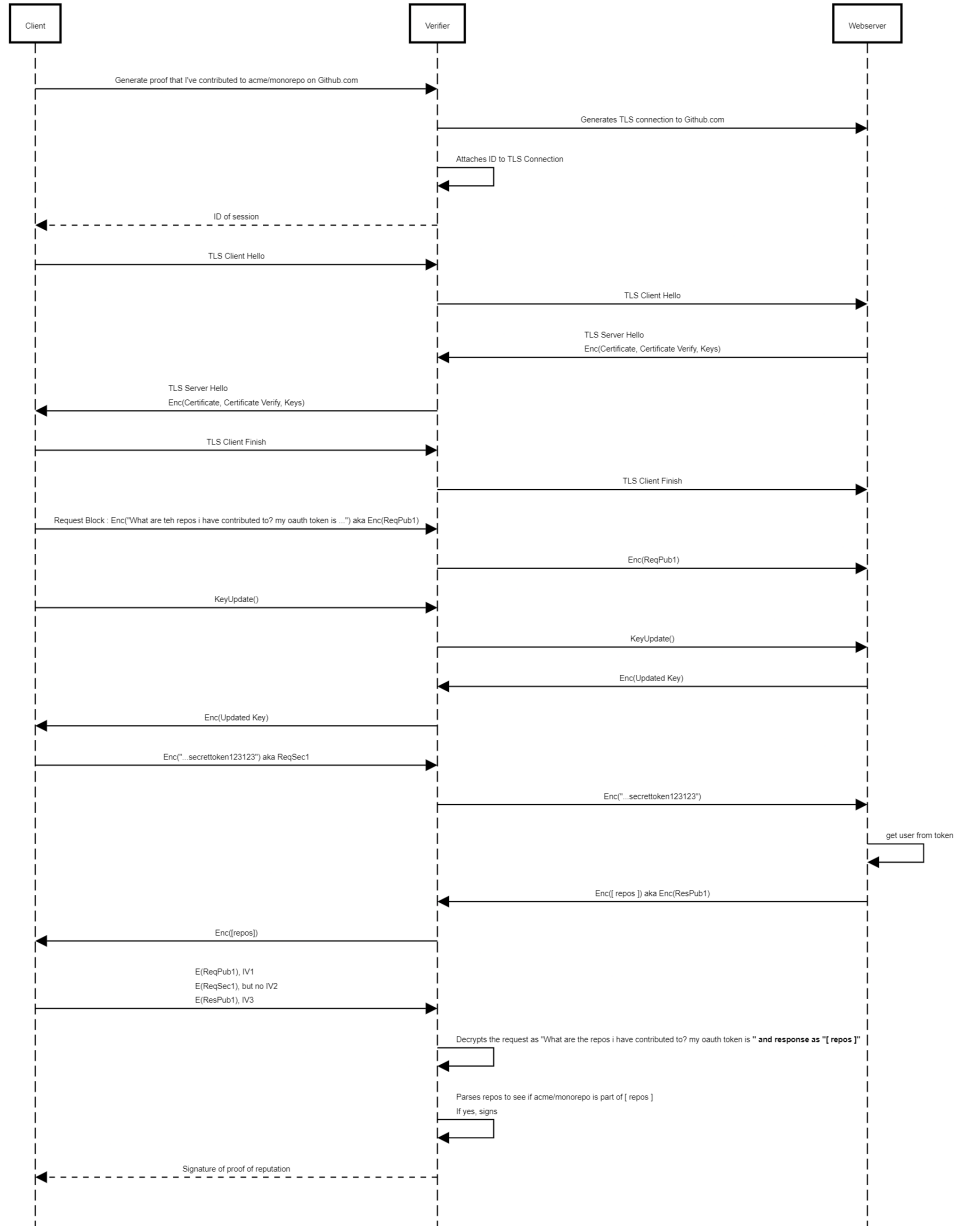 Client
Verifier
Webserver
Generate proof that I've contributed to acme/monorepo on Github.com
Generates TLS connection to Github.com
Attaches ID to TLS Connection
ID of session
TLS Client Hello
TLS Client Hello
TLS Server Hello
Enc(Certificate, Certificate Verify, Keys)
TLS Server Hello
Enc(Certificate, Certificate Verify, Keys)
TLS Client Finish
TLS Client Finish
Request Block : Enc("What are teh repos i have contributed to? my oauth token is ...") aka Enc(ReqPub1)
Enc(ReqPub1)
KeyUpdate()
KeyUpdate()
Enc(Updated Key)
Enc(Updated Key)
Enc("...secrettoken123123") aka ReqSec1
Enc("...secrettoken123123")
get user from token
Enc([ repos ]) aka Enc(ResPub1)
Enc([repos])
E(ReqPub1), IV1
E(ReqSec1), but no IV2
E(ResPub1), IV3
Decrypts the request as "What are the repos i have contributed to? my oauth token is " and response as "[ repos ]"
Parses repos to see if acme/monorepo is part of [ repos ]
If yes, signs
Signature of proof of reputation